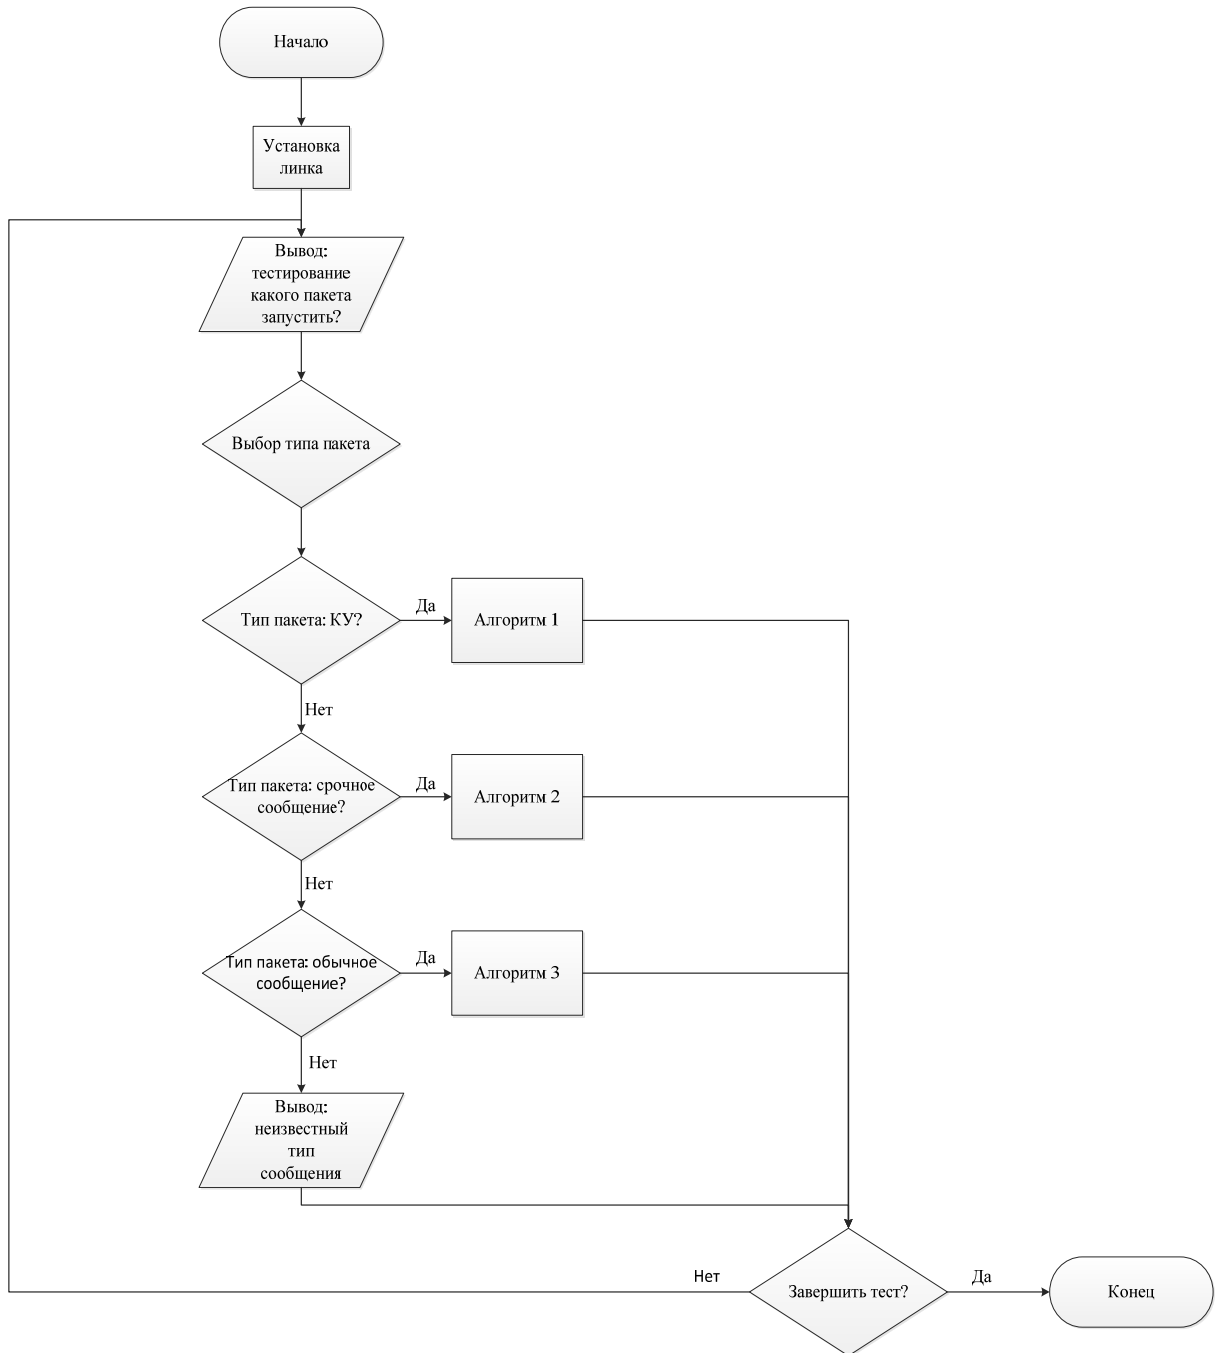 Начало
Установка
линка
Вывод:
тестирование
какого пакета
запустить?
Выбор типа пакета
Тип пакета: КУ?
Да
Алгоритм 1
Нет
Тип пакета: срочное
сообщение?
Да
Алгоритм 2
Нет
Тип пакета: обычное
сообщение?
Да
Алгоритм 3
Нет
Вывод:
неизвестный
тип
сообщения
Нет
Завершить тест?
Да
Конец